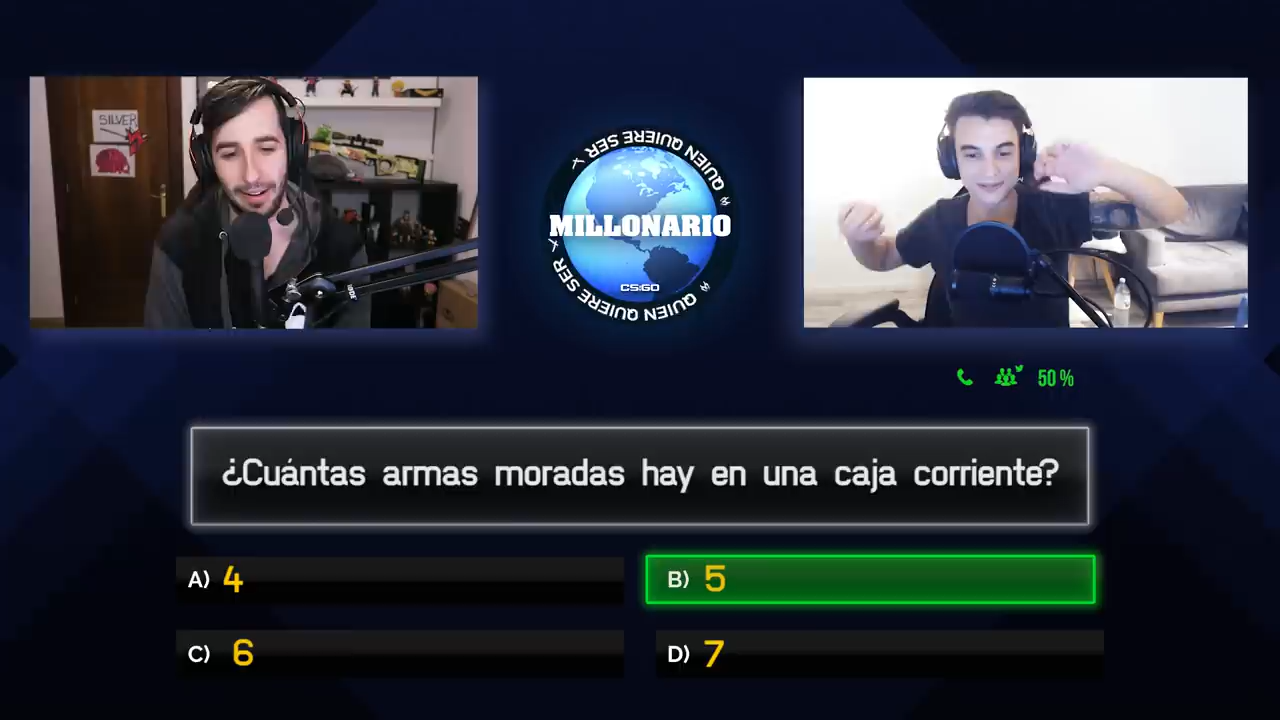 SILVER
QUIEN QUIERE SER
MILLONARIO
CS:GO
QUIEN QUIERE SER
50%
¿Cuántas armas moradas hay en una caja corriente?
A) 4
B) 5
C) 6
D) 7